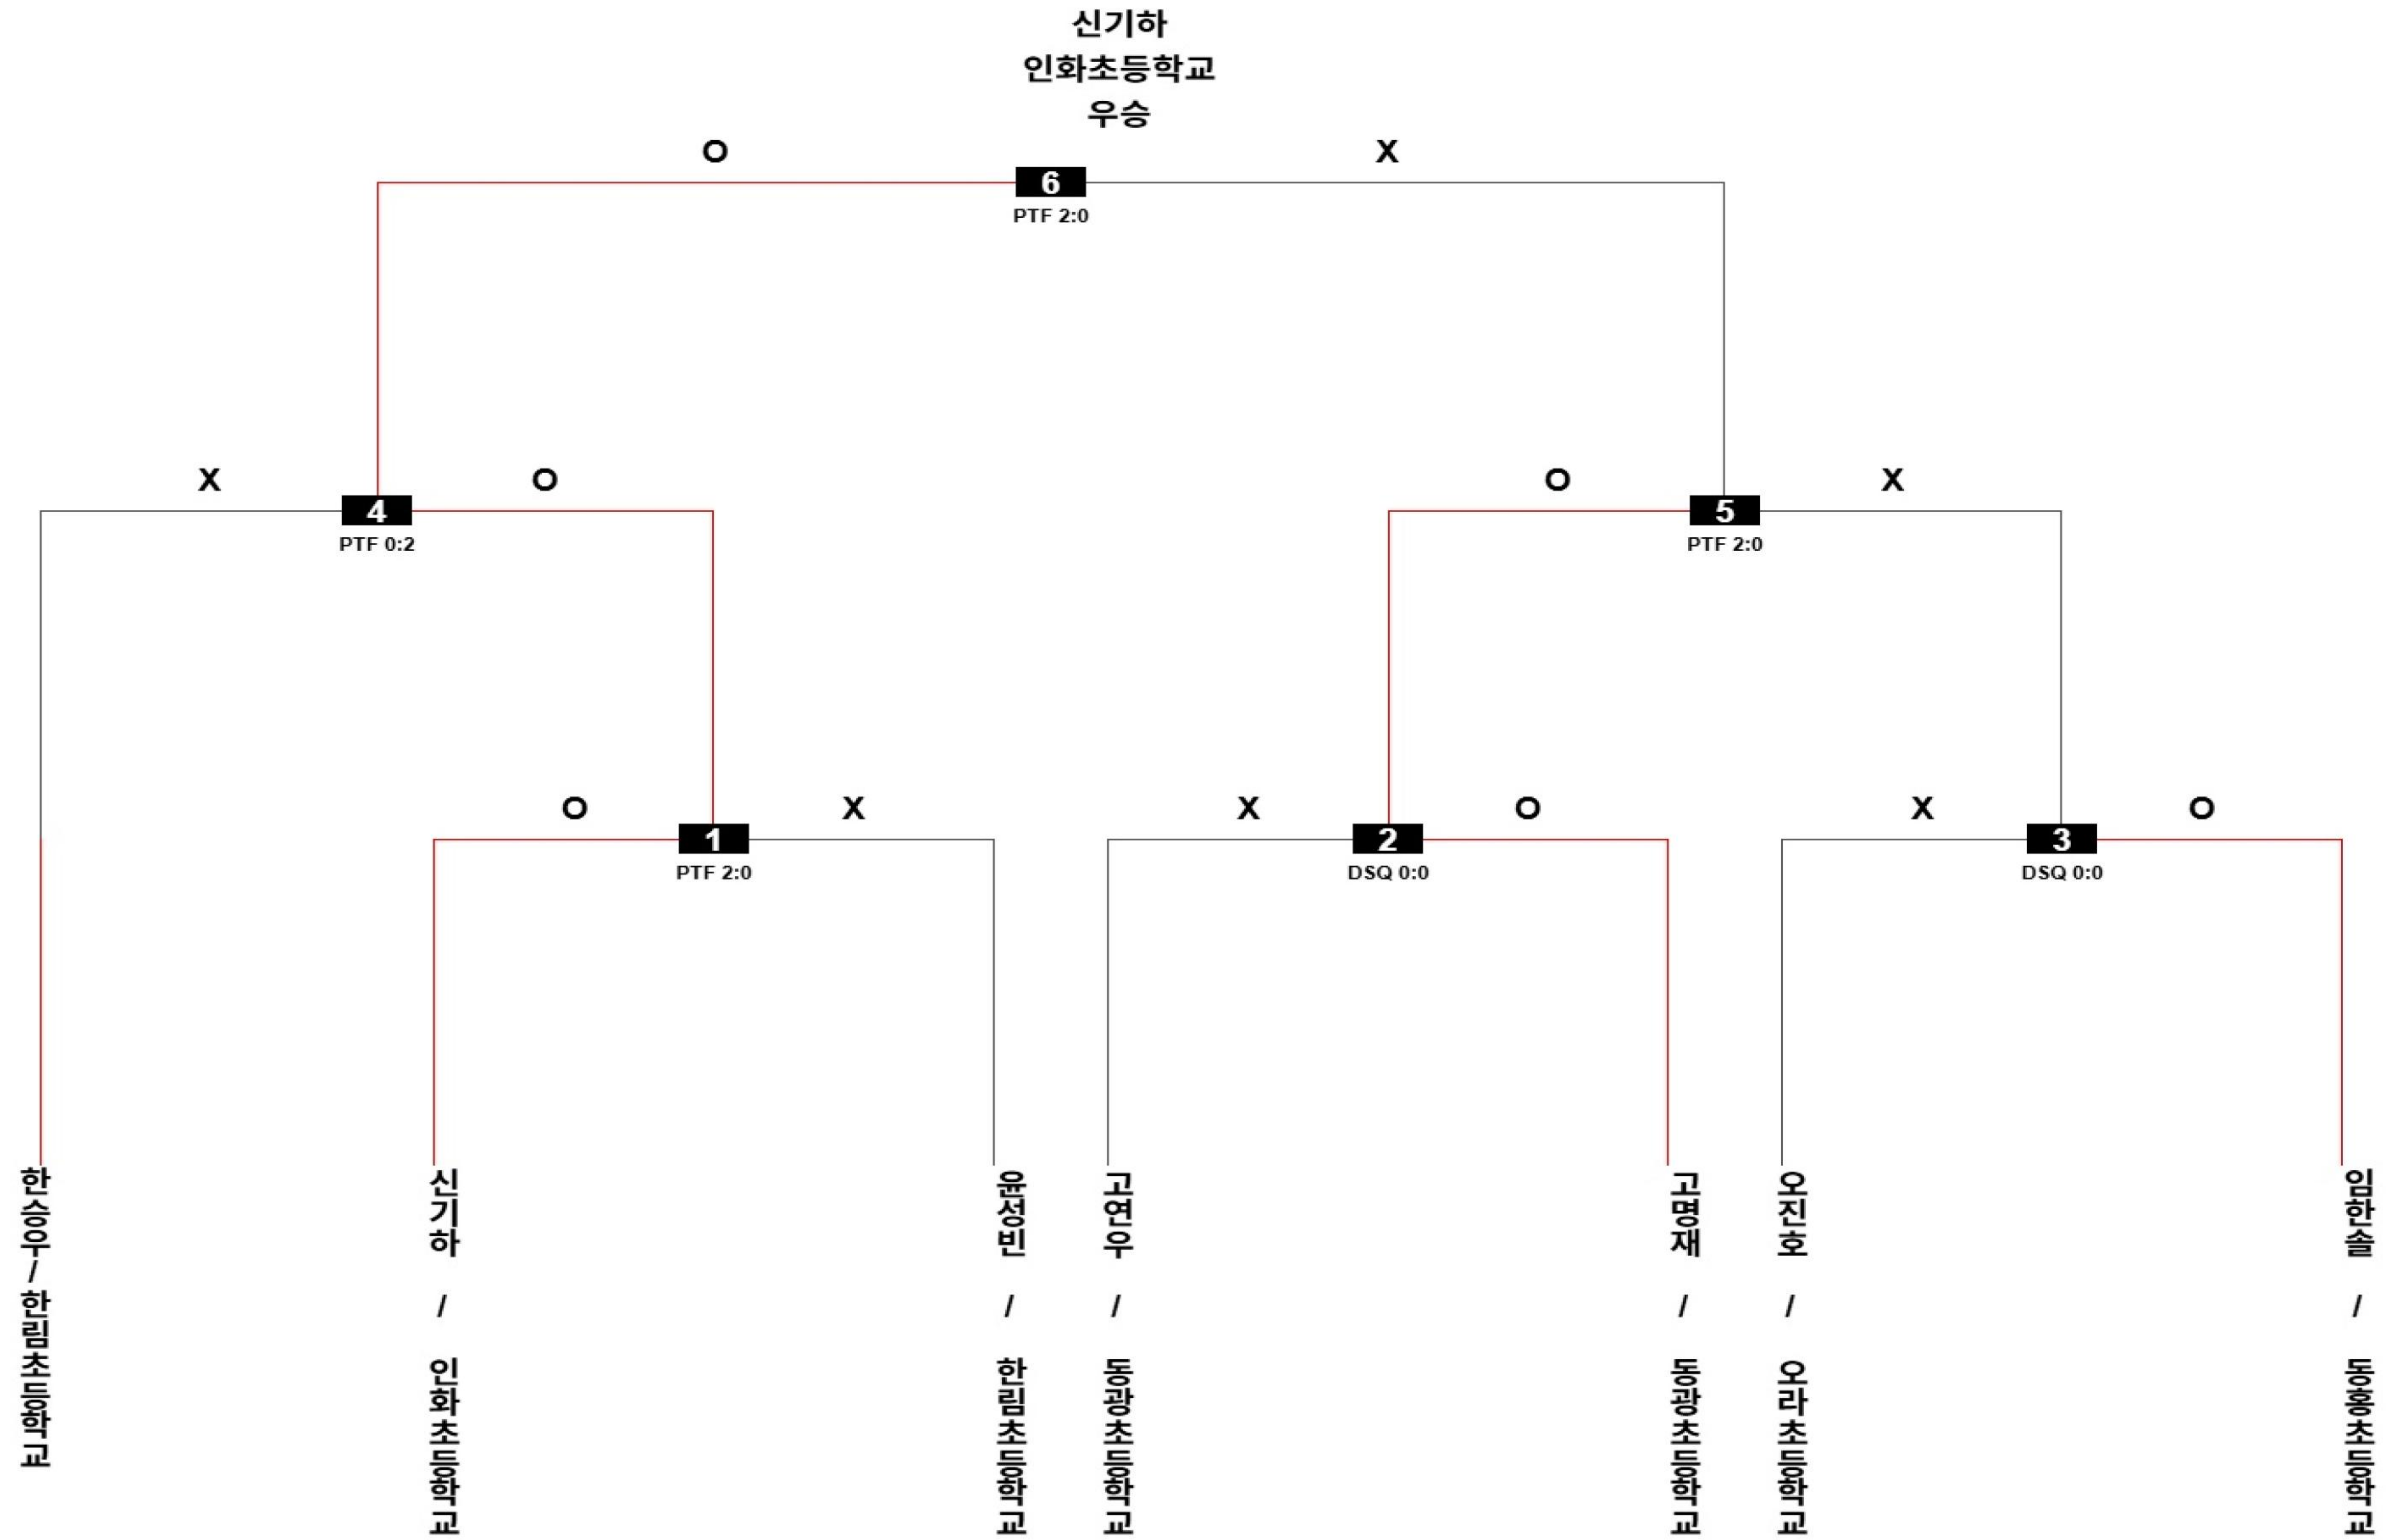 신기하
인화초등학교
우승
O X
6
PTF 2:0
X O O X
4 5
PTF 0:2 PTF 2:0
O X X O X O
1 2 3
PTF 2:0 DSQ 0:0 DSQ 0:0
한승우/ 한림초등학교
신기하 / 인화초등학교
윤성빈 / 한림초등학교
고연우 / 동광초등학교
고명재 / 동광초등학교
오진호 / 오라초등학교
임한솔 / 동홍초등학교